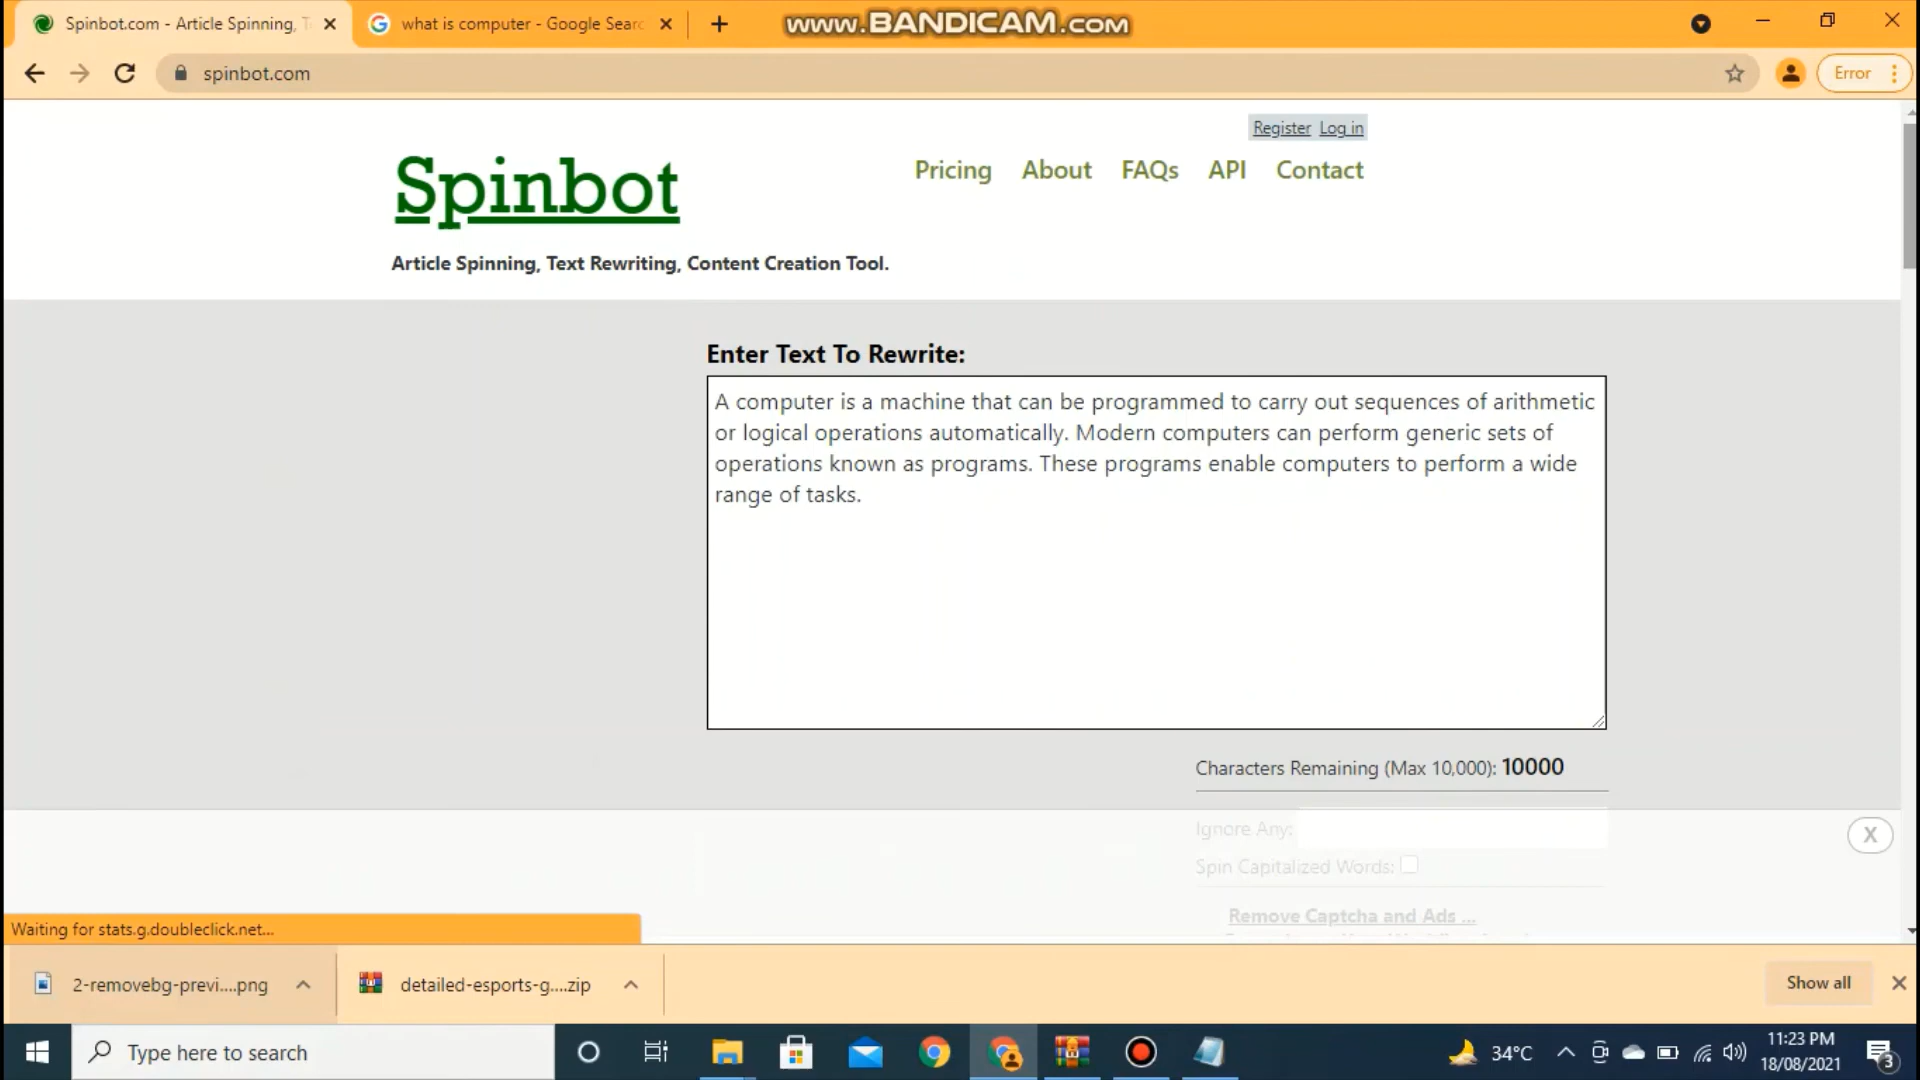 Spinbot.com - Article Spinning, T
what is computer - Google Searc
www.BANDICAM.com
spinbot.com
Error
Register Log in
Spinbot
Pricing About FAQs API Contact
Article Spinning, Text Rewriting, Content Creation Tool.
Enter Text To Rewrite:
A computer is a machine that can be programmed to carry out sequences of arithmetic
or logical operations automatically. Modern computers can perform generic sets of
operations known as programs. These programs enable computers to perform a wide
range of tasks.
Characters Remaining (Max 10,000): 10000
Ignore Any:
X
Spin Capitalized Words:
Remove Captcha and Ads ...
Waiting for stats.g.doubleclick.net...
2-removebg-previ....png
detailed-esports-g....zip
Show all
Type here to search
34°C
11:23 PM
18/08/2021
3